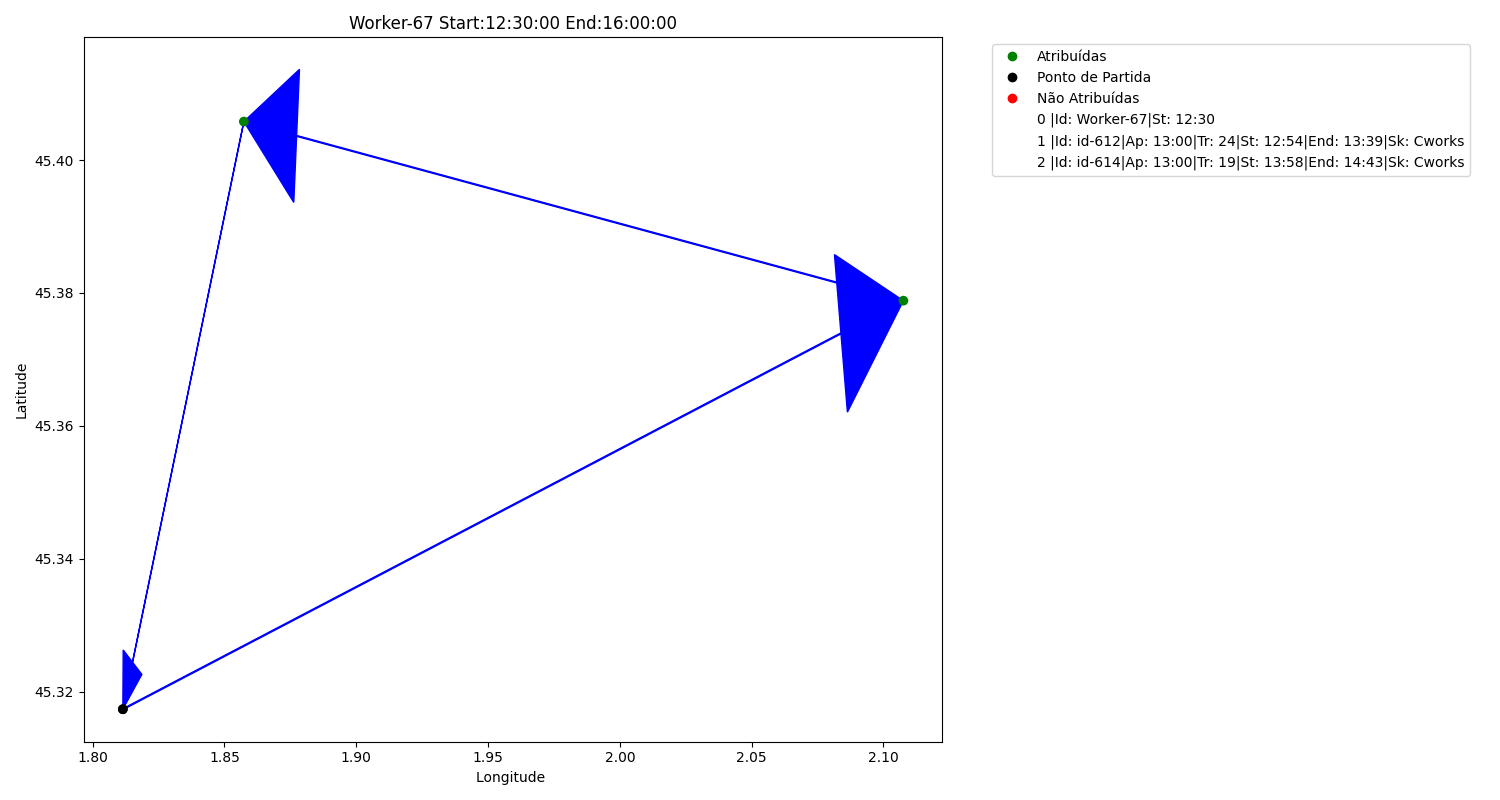 Worker-67 Start:12:30:00 End:16:00:00
Atribuídas
Ponto de Partida
Não Atribuídas
0 |Id: Worker-67|St: 12:30
1 |Id: id-612|Ap: 13:00|Tr: 24|St: 12:54|End: 13:39|Sk: Cworks
2 |Id: id-614|Ap: 13:00|Tr: 19|St: 13:58|End: 14:43|Sk: Cworks
45.40
45.38
45.36
45.34
45.32
Latitude
1.80 1.85 1.90 1.95 2.00 2.05 2.10
Longitude